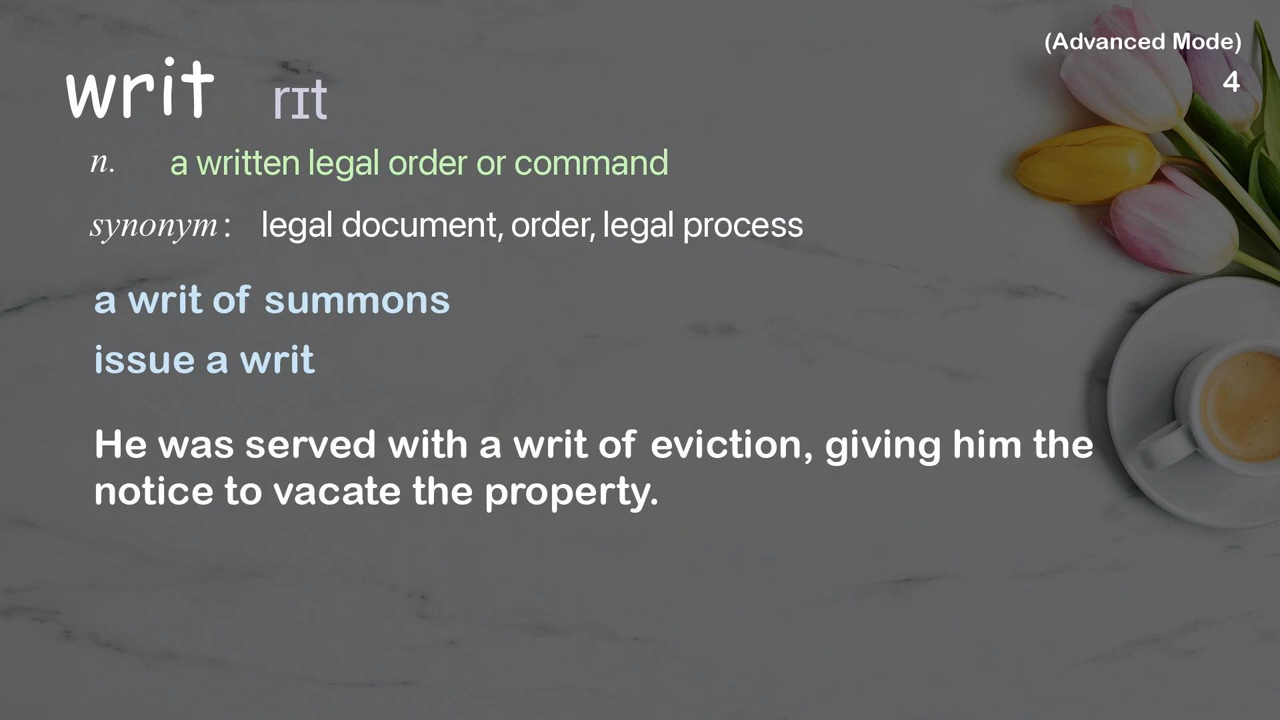 (Advanced Mode)
4
writ rɪt
n. a written legal order or command
synonym: legal document, order, legal process
a writ of summons
issue a writ
He was served with a writ of eviction, giving him the
notice to vacate the property.